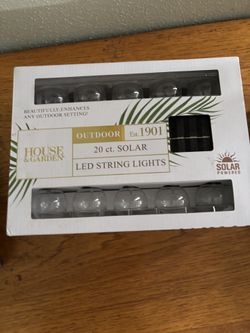 BEAUTIFULLY ENHANCES
ANY OUTDOOR SETTING!
HOUSE
& GARDEN
OUTDOOR
Est. 1901
20 ct. SOLAR
LED STRING LIGHTS
SOLAR
POWERED